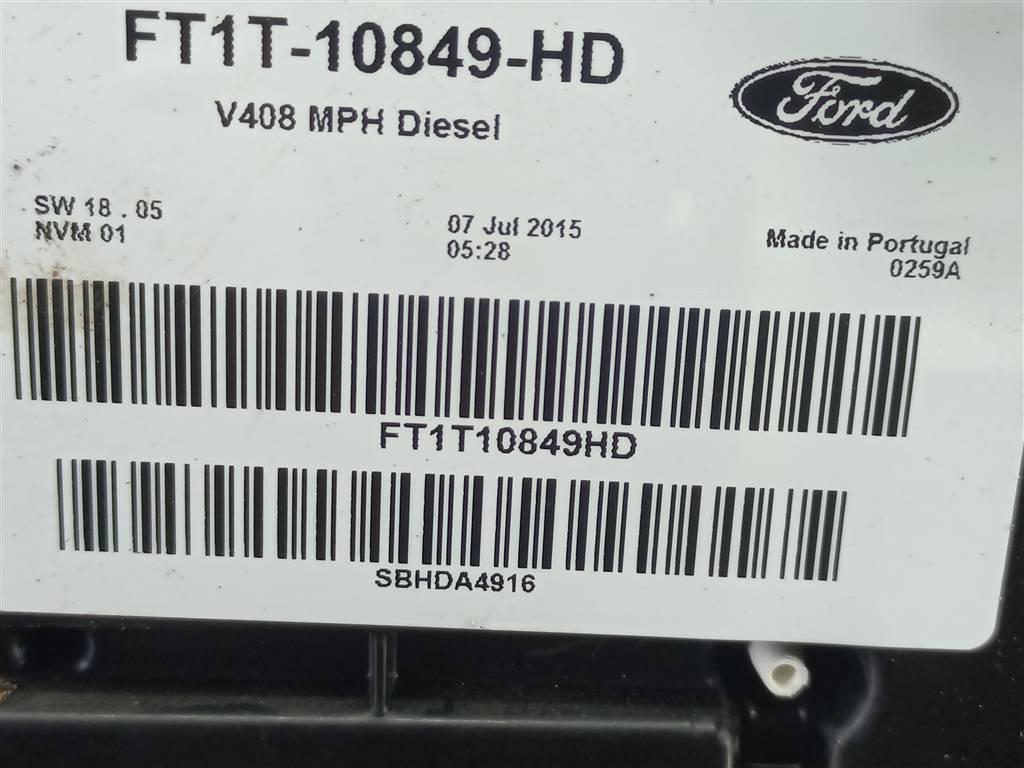 FT1T-10849-HD
Ford
V408 MPH Diesel
SW 18 . 05
NVM 01
07 Jul 2015
05:28
Made in Portugal
0259A
FT1T10849HD
SBHDA4916